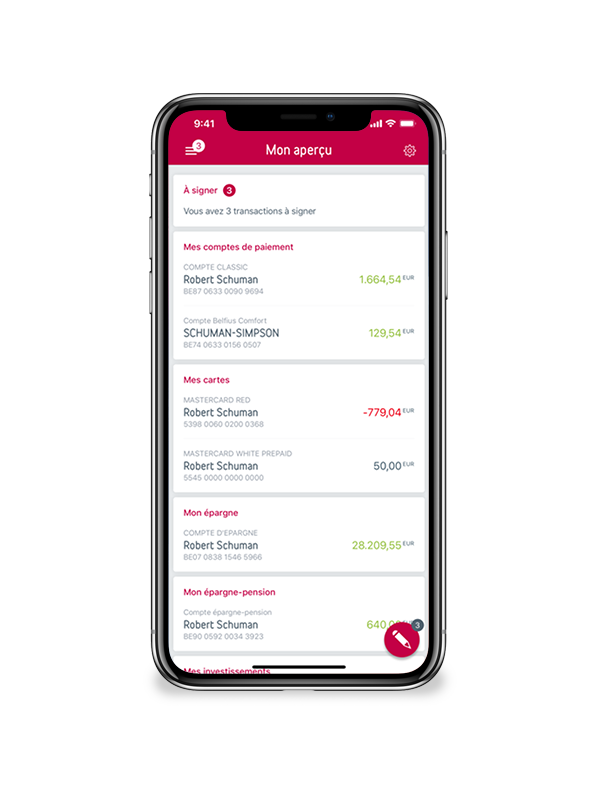 9:41
3
Mon aperçu
À signer 3
Vous avez 3 transactions à signer
Mes comptes de paiement
COMPTE CLASSIC
Robert Schuman
1.664,54 EUR
BE87 0633 0090 9694
Compte Belfius Comfort
SCHUMAN-SIMPSON
129,54 EUR
BE74 0633 0156 0507
Mes cartes
MASTERCARD RED
Robert Schuman
-779,04 EUR
5398 0060 0200 0368
MASTERCARD WHITE PREPAID
Robert Schuman
50,00 EUR
5545 0000 0000 0000
Mon épargne
COMPTE D'EPARGNE
Robert Schuman
28.209,55 EUR
BE07 0838 1546 5966
Mon épargne-pension
Compte épargne-pension
Robert Schuman
3
BE90 0592 0034 3923
Mes investissements